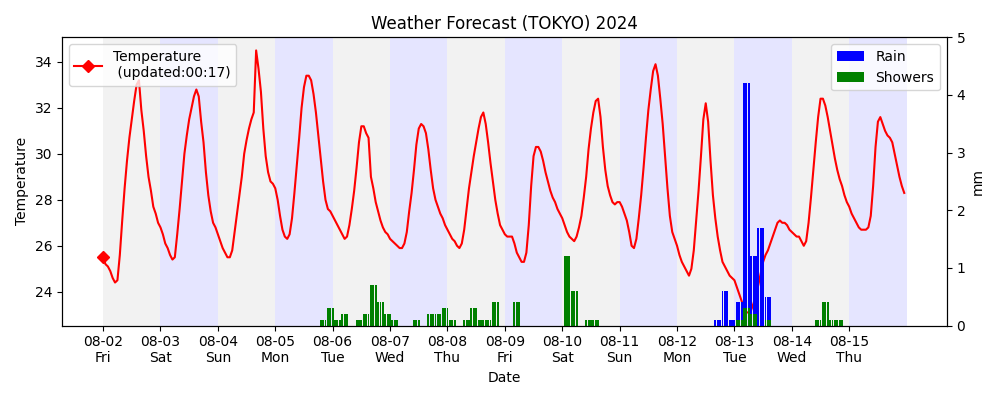 Weather Forecast (TOKYO) 2024
Temperature
(updated:00:17)
Rain
Showers
Temperature
34
32
30
28
26
24
5
4
3
2
1
0
mm
08-02 08-03 08-04 08-05 08-06 08-07 08-08 08-09 08-10 08-11 08-12 08-13 08-14 08-15
Fri Sat Sun Mon Tue Wed Thu Fri Sat Sun Mon Tue Wed Thu
Date